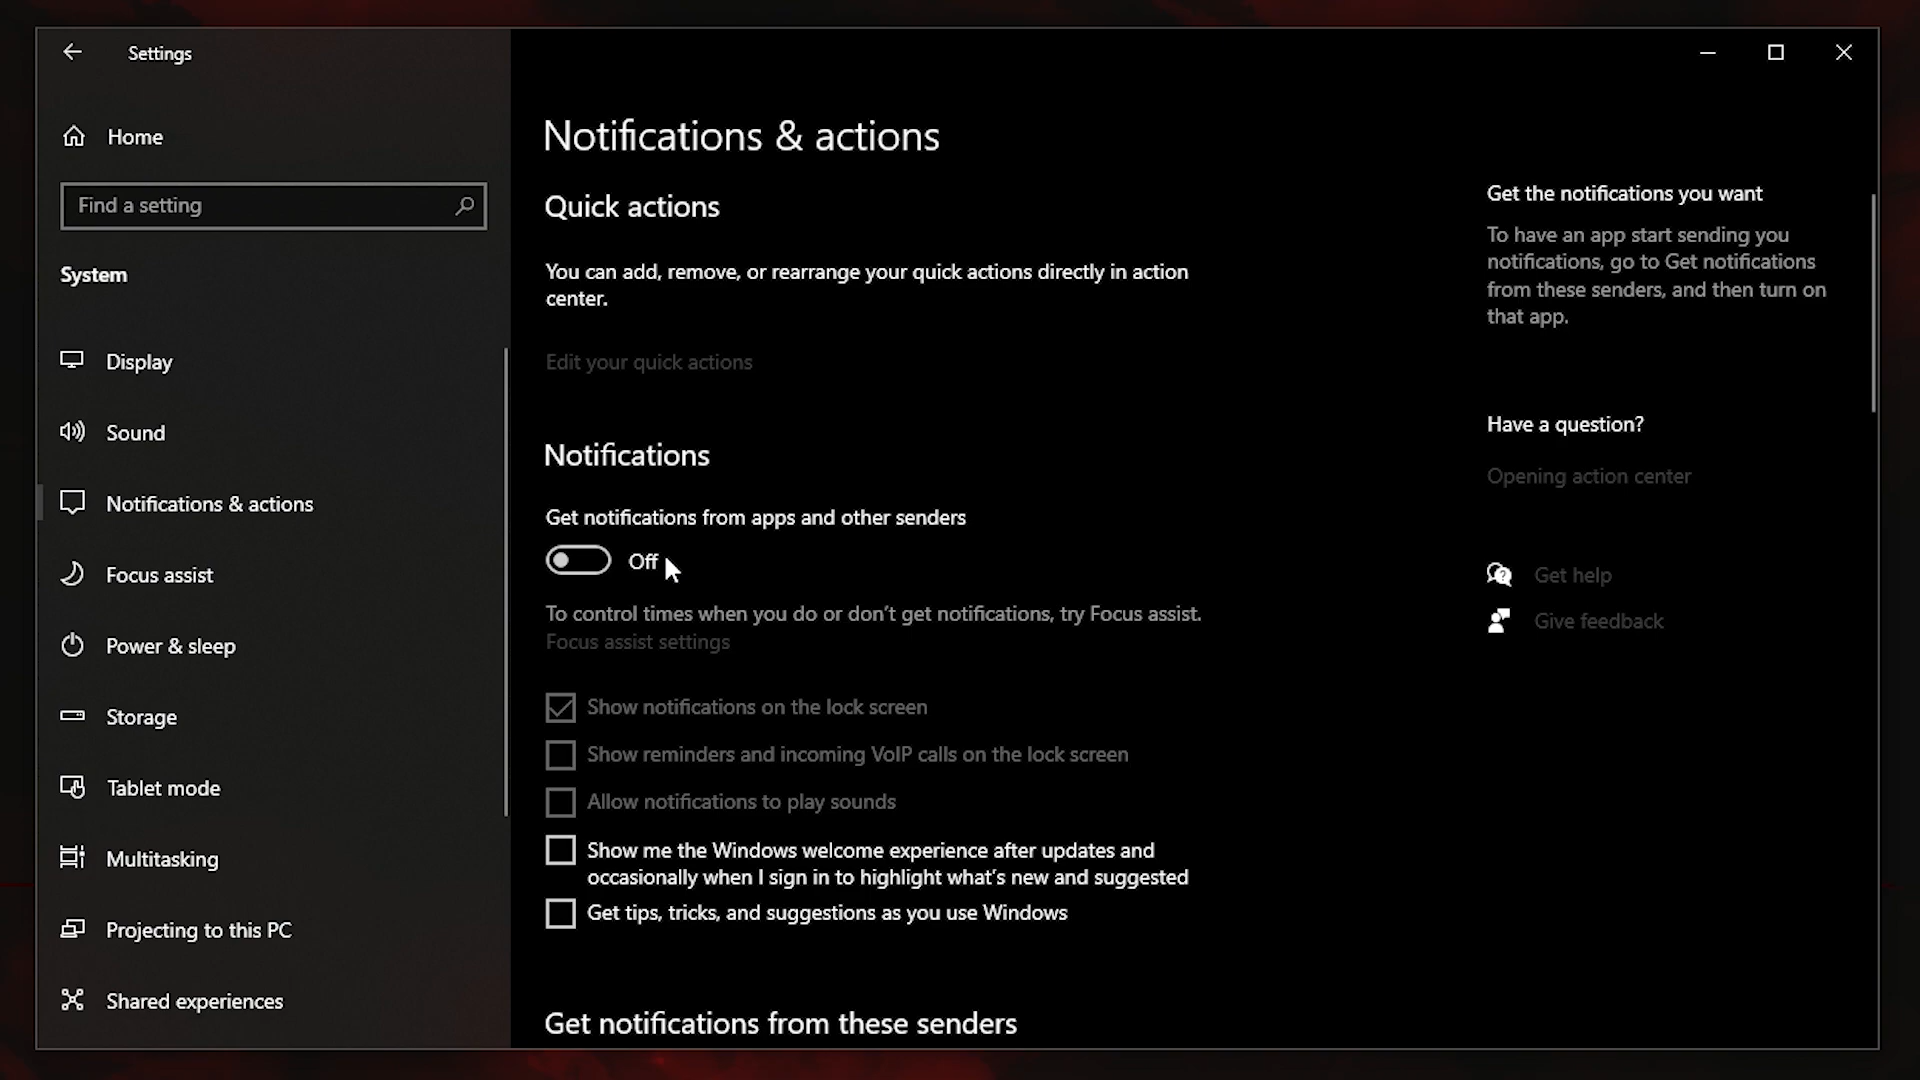 Settings
Home
Find a setting
System
Display
Sound
Notifications & actions
Focus assist
Power & sleep
Storage
Tablet mode
Multitasking
Projecting to this PC
Shared experiences
Notifications & actions
Quick actions
You can add, remove, or rearrange your quick actions directly in action
center.
Edit your quick actions
Notifications
Get notifications from apps and other senders
Off
To control times when you do or don't get notifications, try Focus assist.
Focus assist settings
Show notifications on the lock screen
Show reminders and incoming VoIP calls on the lock screen
Allow notifications to play sounds
Show me the Windows welcome experience after updates and
occasionally when I sign in to highlight what's new and suggested
Get tips, tricks, and suggestions as you use Windows
Get notifications from these senders
Get the notifications you want
To have an app start sending you
notifications, go to Get notifications
from these senders, and then turn on
that app.
Have a question?
Opening action center
Get help
Give feedback